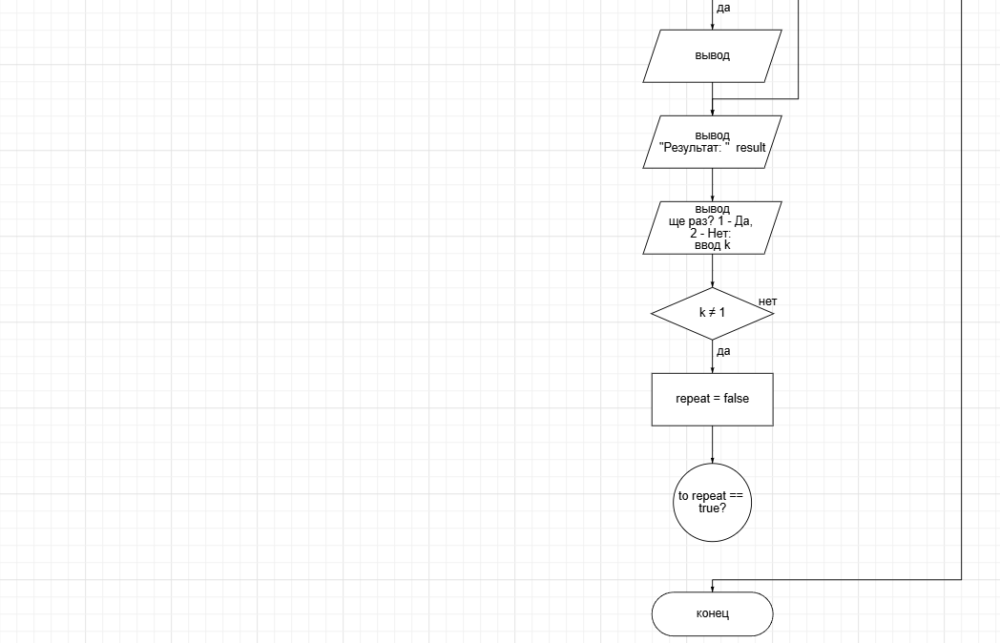 да
вывод
вывод
"Результат: " result
вывод
ще раз? 1 - Да,
2 - Нет:
ввод k
нет
k ≠ 1
да
repeat = false
to repeat ==
true?
конец